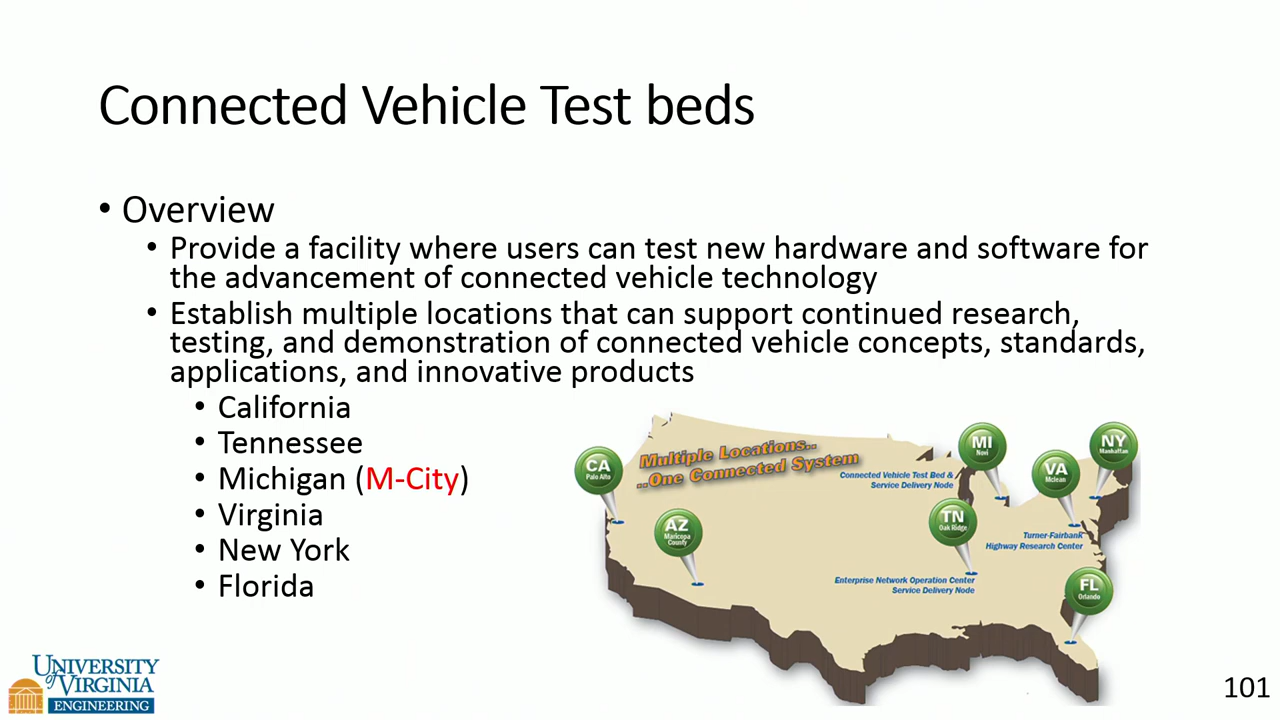 Connected Vehicle Test beds
• Overview
• Provide a facility where users can test new hardware and software for
the advancement of connected vehicle technology
• Establish multiple locations that can support continued research,
testing, and demonstration of connected vehicle concepts, standards,
applications, and innovative products
• California
• Tennessee
• Michigan (M-City)
• Virginia
• New York
• Florida
Multiple Locations..
..One Connected System
CA
Palo Alto
AZ
Maricopa
County
Connected Vehicle Test Bed &
Service Delivery Node
MI
Novi
NY
Manhattan
VA
Mclean
TN
Oak Ridge
Turner-Fairbank
Highway Research Center
Enterprise Network Operation Center
Service Delivery Node
FL
Orlando
UNIVERSITY
of VIRGINIA
ENGINEERING
101